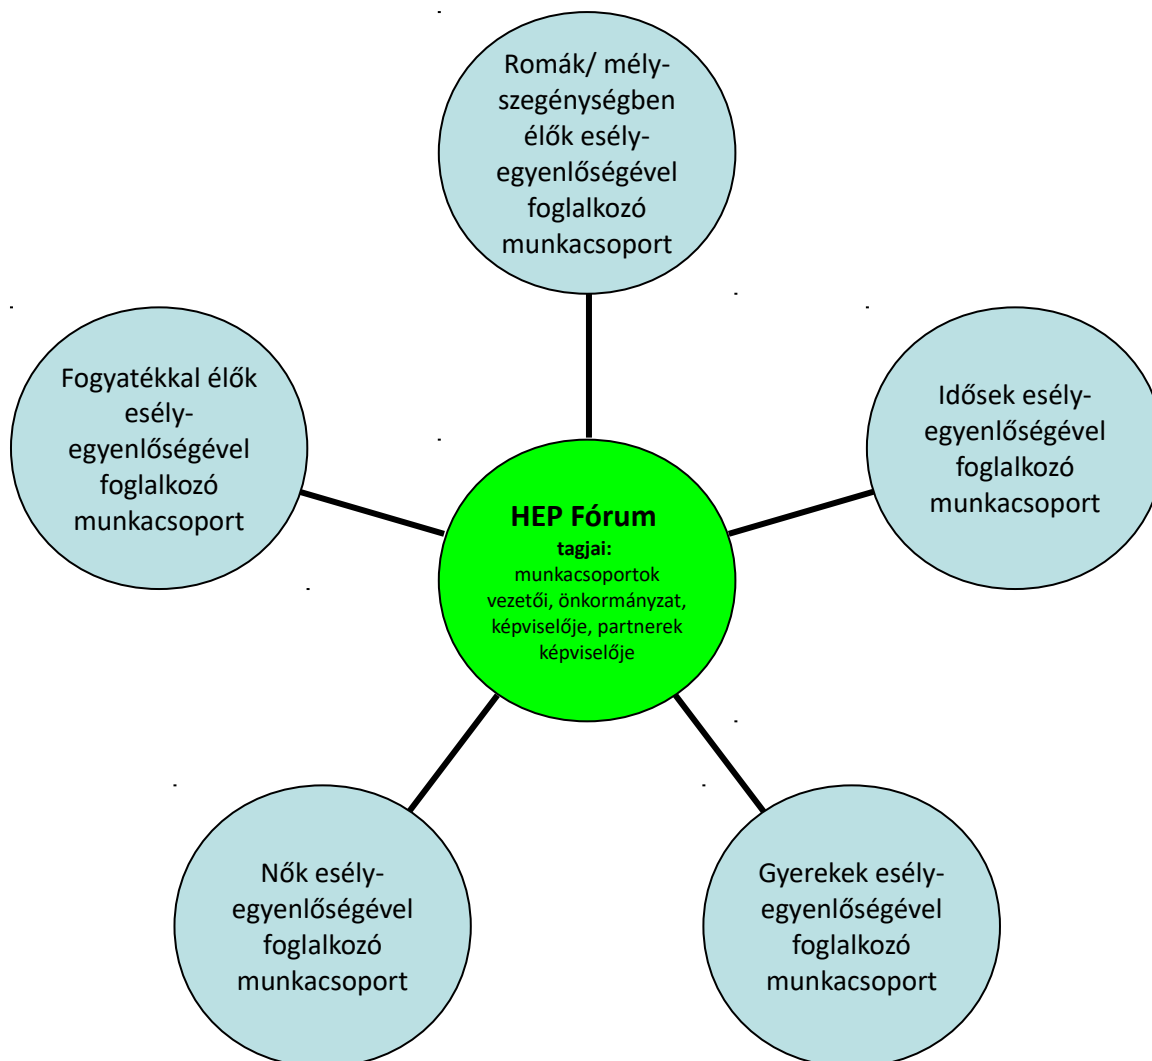 Romák/ mély-
szegénységben
élők esély-
egyenlőségével
foglalkozó
munkacsoport
Fogyatékkal élők
esély-
egyenlőségével
foglalkozó
munkacsoport
Idősek esély-
egyenlőségével
foglalkozó
munkacsoport
HEP Fórum
tagjai:
munkacsoportok
vezetői, önkormányzat,
képviselője, partnerek
képviselője
Nők esély-
egyenlőségével
foglalkozó
munkacsoport
Gyerekek esély-
egyenlőségével
foglalkozó
munkacsoport